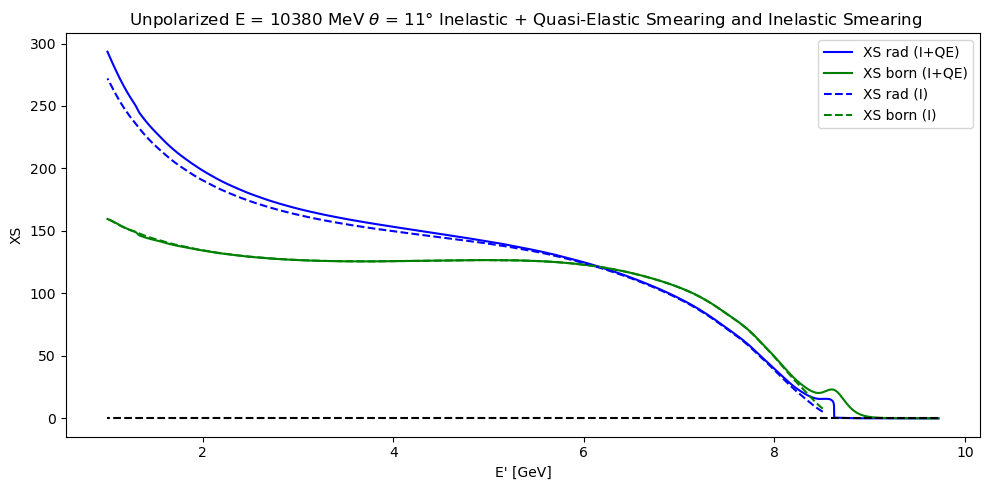 Unpolarized E = 10380 MeV θ = 11° Inelastic + Quasi-Elastic Smearing and Inelastic Smearing
XS rad (I+QE)
XS born (I+QE)
XS rad (I)
XS born (I)
XS
300
250
200
150
100
50
0
2 4 6 8 10
E' [GeV]